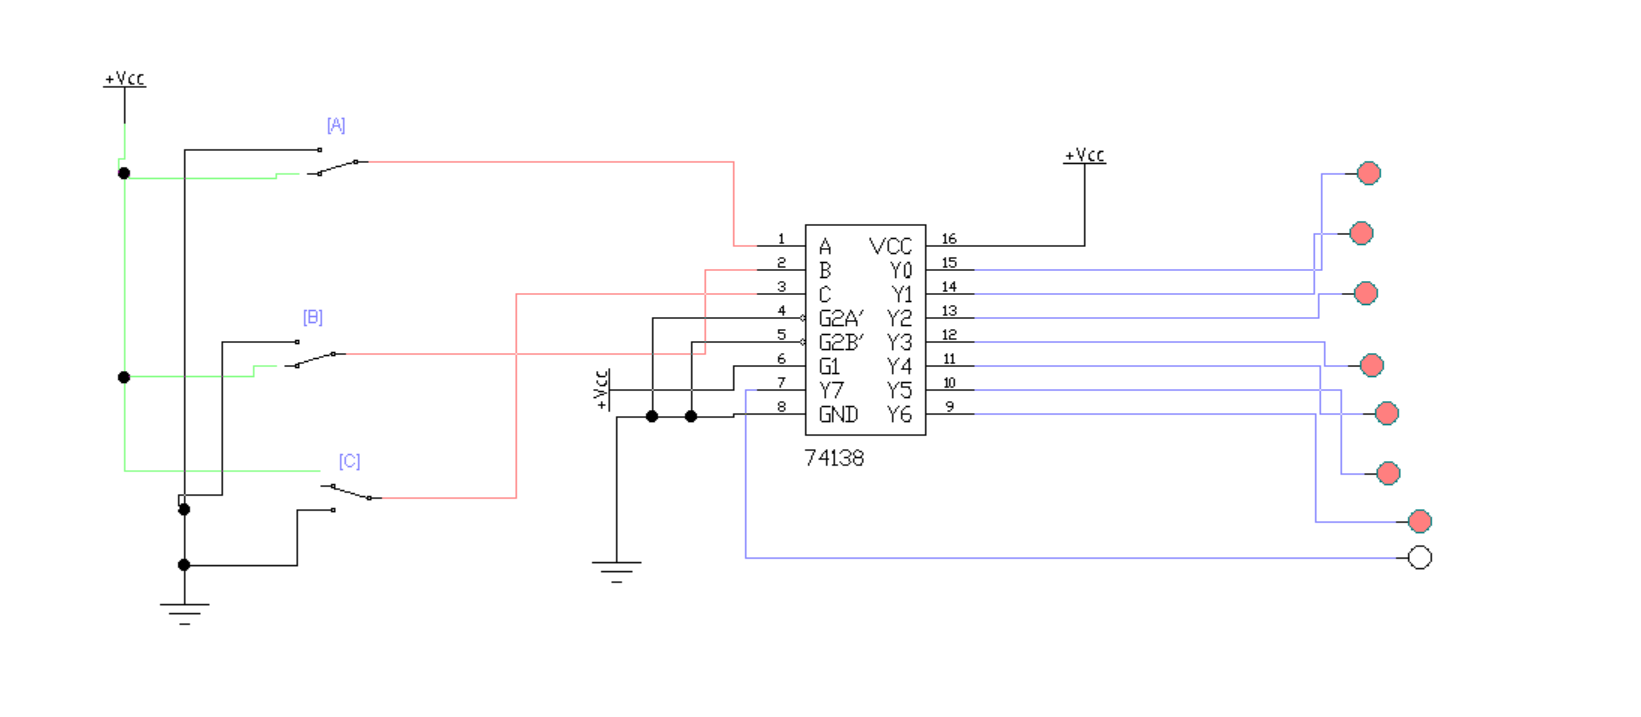 +Vcc
[A]
+Vcc
1 A VCC 16
2 B Y0 15
3 C Y1 14
4 G2A' Y2 13
5 G2B' Y3 12
6 G1 Y4 11
+Vcc
7 Y7 Y5 10
8 GND Y6 9
74138
[B]
[C]